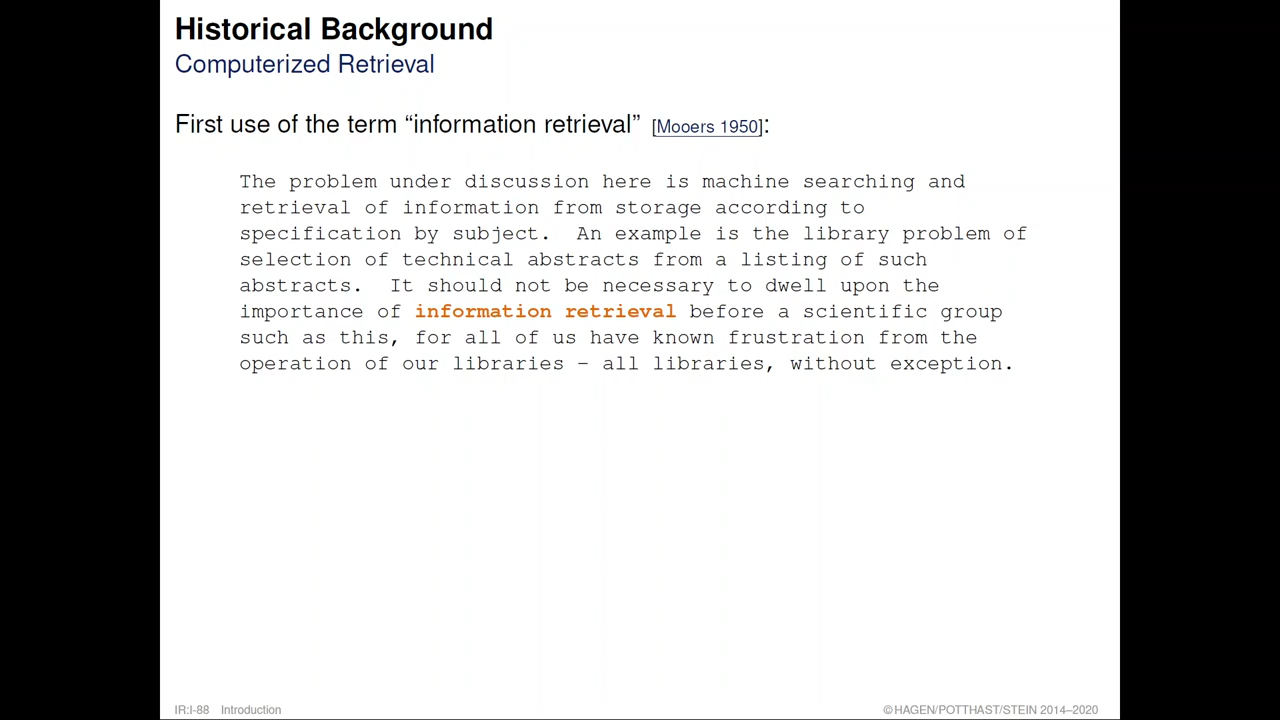 Historical Background
Computerized Retrieval
First use of the term “information retrieval” [Mooers 1950]:
The problem under discussion here is machine searching and
retrieval of information from storage according to
specification by subject.  An example is the library problem of
selection of technical abstracts from a listing of such
abstracts.  It should not be necessary to dwell upon the
importance of information retrieval before a scientific group
such as this, for all of us have known frustration from the
operation of our libraries – all libraries, without exception.
IR:I-88 Introduction
©HAGEN/POTTHAST/STEIN 2014–2020